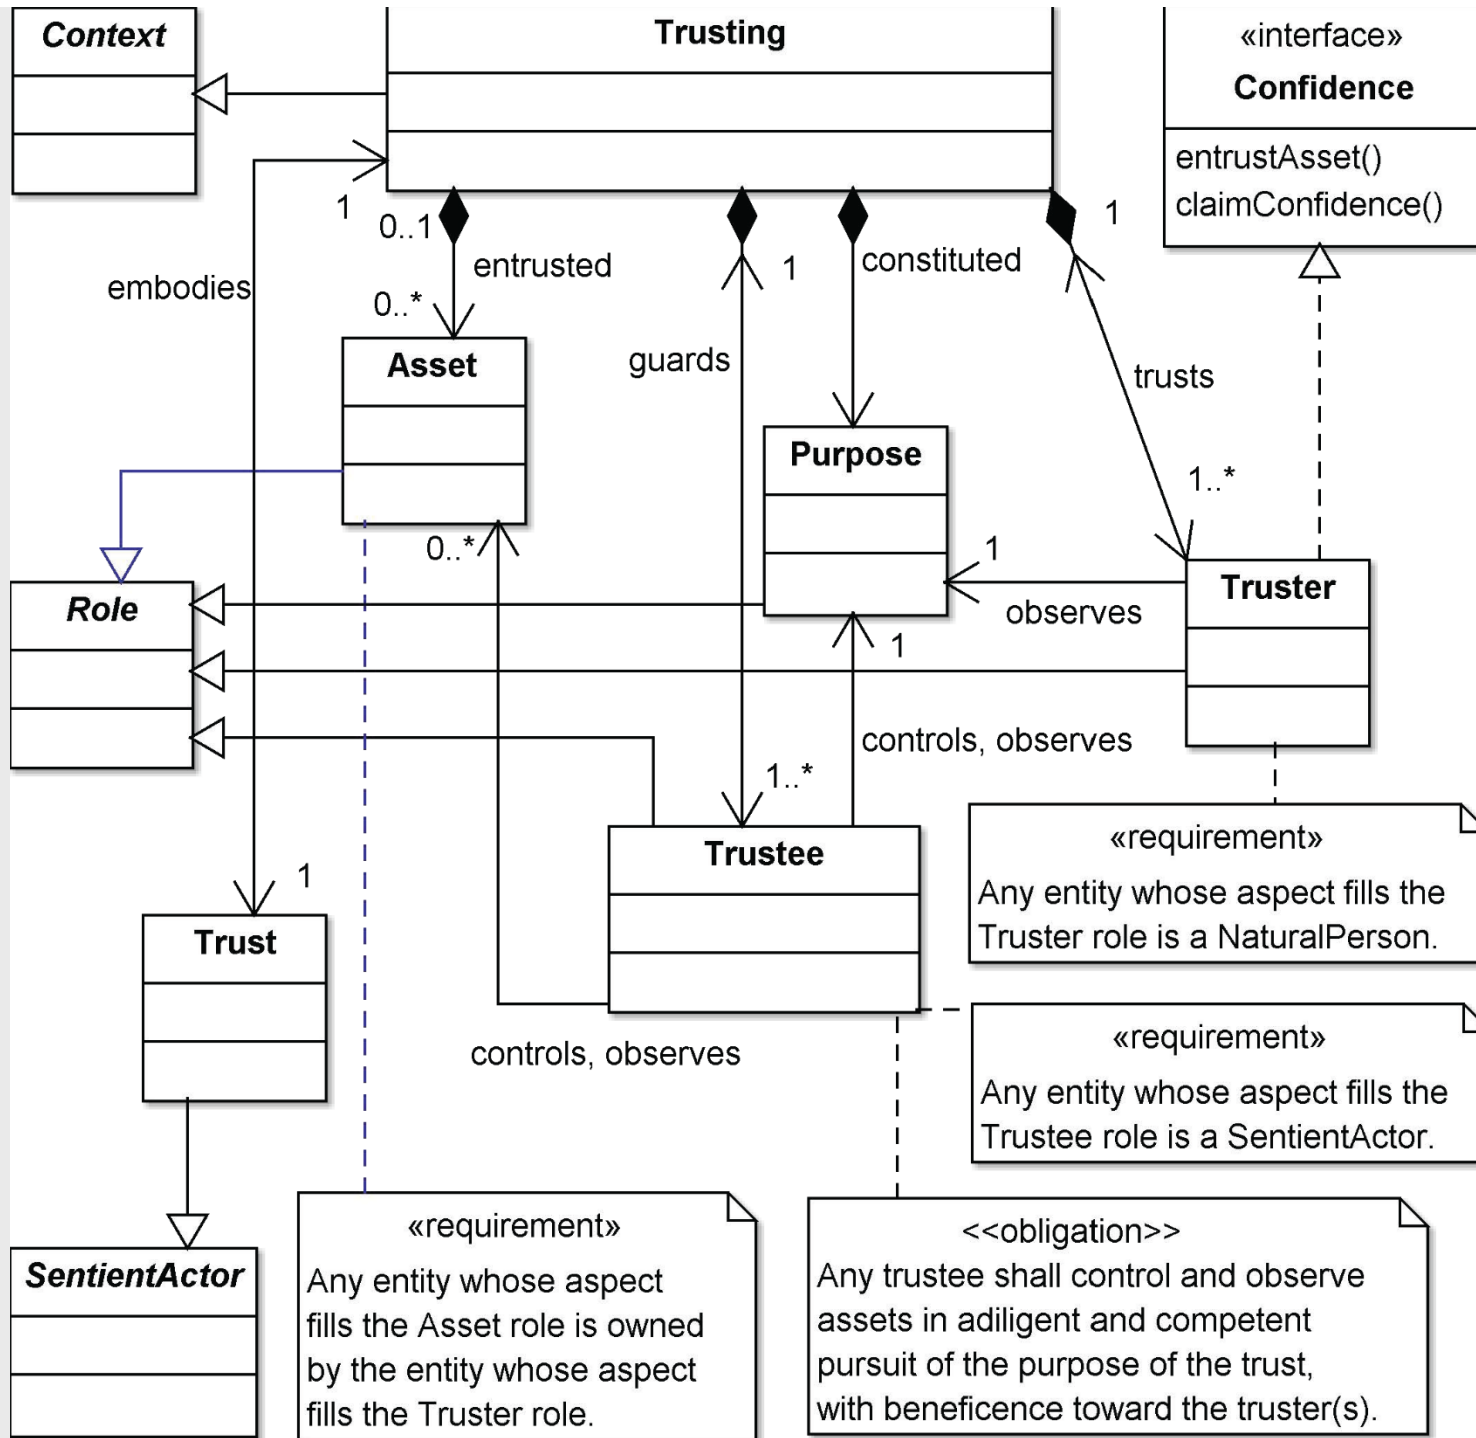 Context
Trusting
«interface»
Confidence
entrustAsset()
claimConfidence()
1
0..1
1
1
embodies
entrusted
constituted
0..*
guards
trusts
Asset
Purpose
1..*
0..*
1
Role
observes
Truster
1
controls, observes
1..*
Trustee
«requirement»
Any entity whose aspect fills the
Truster role is a NaturalPerson.
1
Trust
controls, observes
«requirement»
Any entity whose aspect fills the
Trustee role is a SentientActor.
SentientActor
«requirement»
Any entity whose aspect
fills the Asset role is owned
by the entity whose aspect
fills the Truster role.
<<obligation>>
Any trustee shall control and observe
assets in adiligent and competent
pursuit of the purpose of the trust,
with beneficence toward the truster(s).